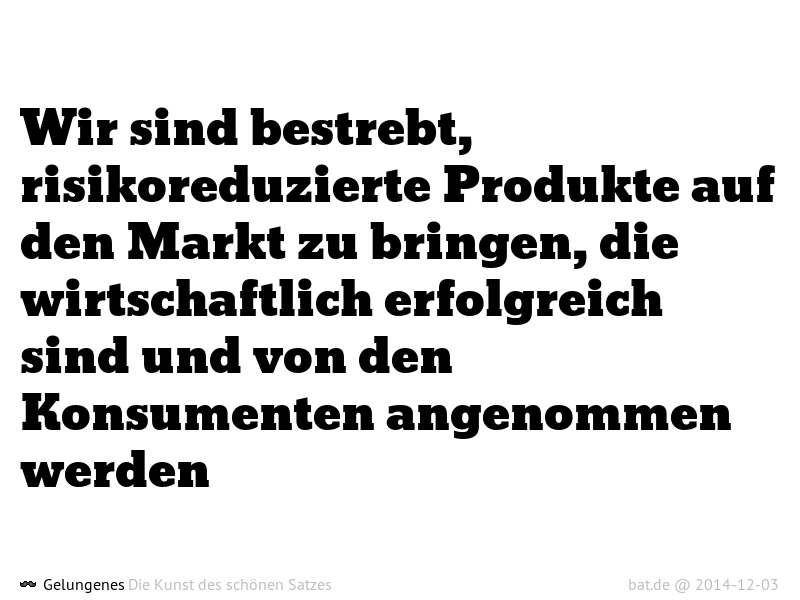 Wir sind bestrebt,
risikoreduzierte Produkte auf
den Markt zu bringen, die
wirtschaftlich erfolgreich
sind und von den
Konsumenten angenommen
werden
Gelungenes Die Kunst des schönen Satzes
bat.de @ 2014-12-03